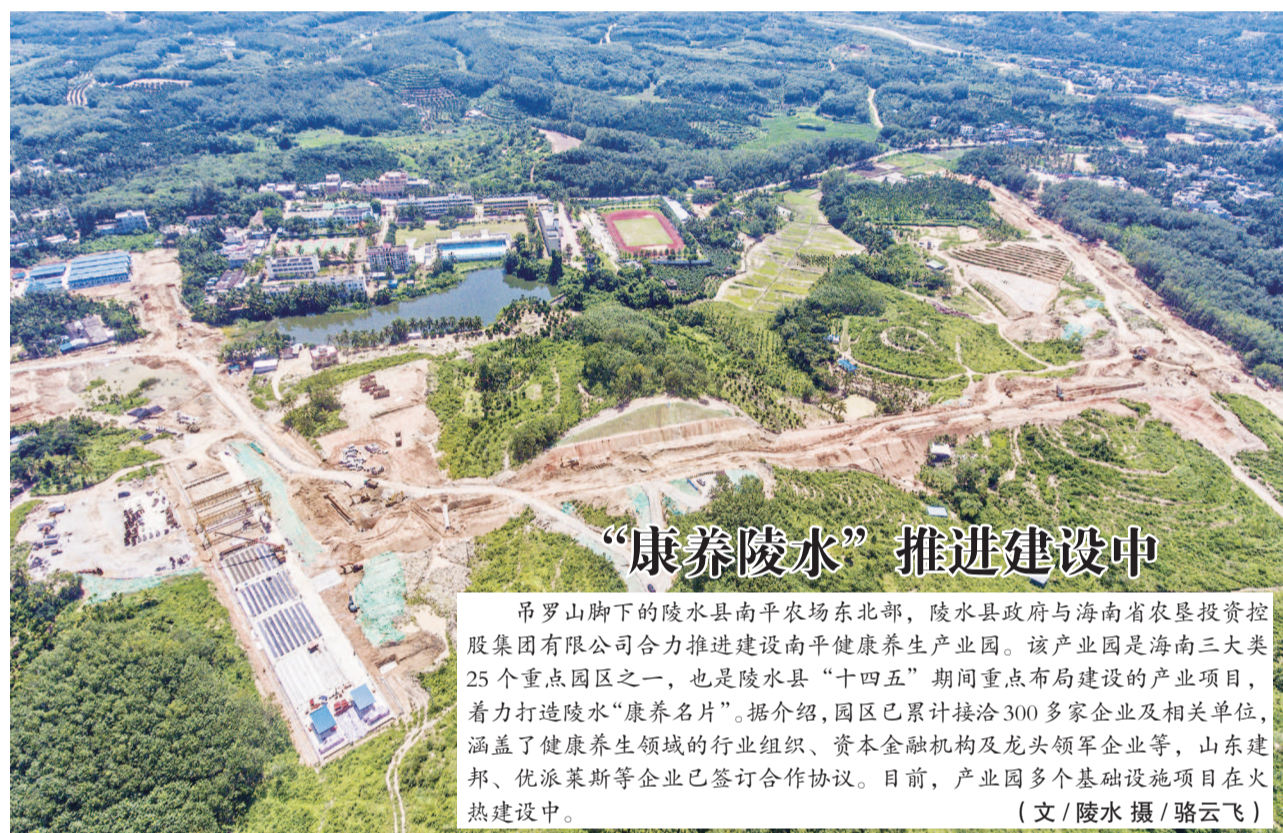 “康养陵水”推进建设中
吊罗山脚下的陵水县南平农场东北部，陵水县政府与海南省农垦投资控
股集团有限公司合力推进建设南平健康养生产业园。该产业园是海南三大类
25个重点园区之一，也是陵水县“十四五”期间重点布局建设的产业项目，
着力打造陵水“康养名片”。据介绍，园区已累计接洽300多家企业及相关单位，
涵盖了健康养生领域的行业组织、资本金融机构及龙头领军企业等，山东建
邦、优派莱斯等企业已签订合作协议。目前，产业园多个基础设施项目在火
热建设中。 （文/陵水 摄/骆云飞）